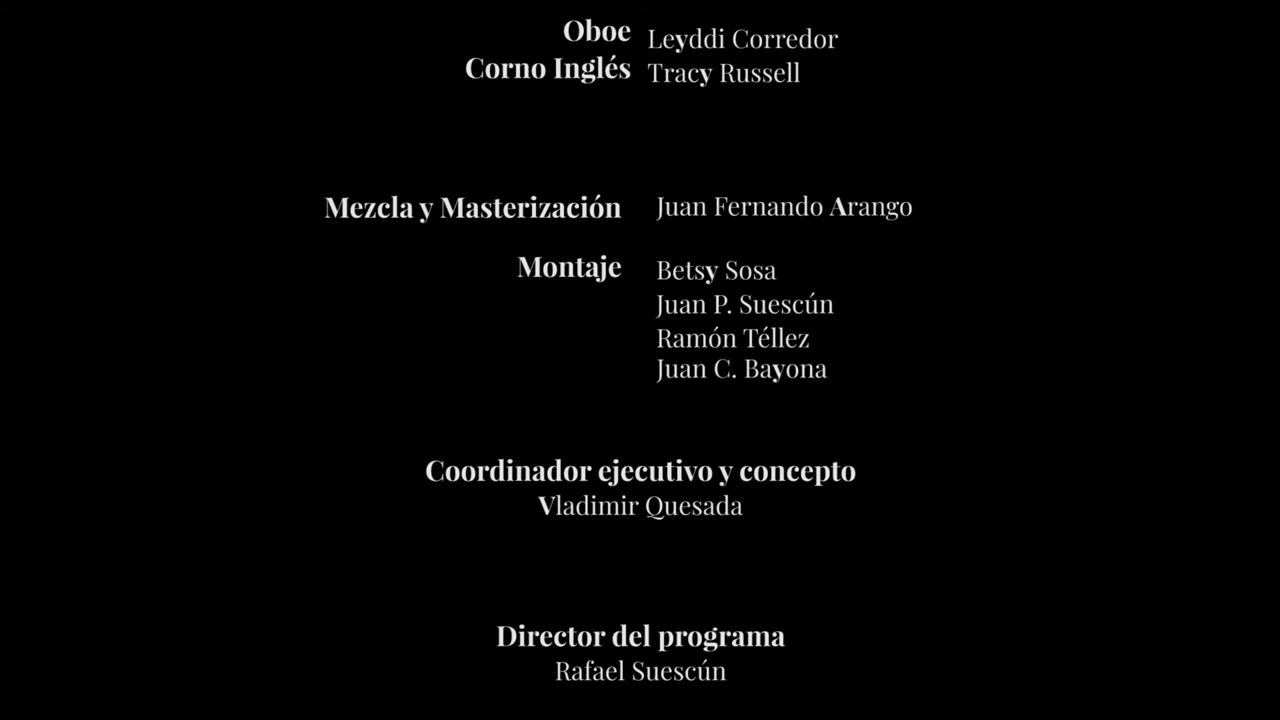 Oboe Leyddi Corredor
Corno Inglés Tracy Russell
Mezcla y Masterización Juan Fernando Arango
Montaje Betsy Sosa
Juan P. Suescún
Ramón Téllez
Juan C. Bayona
Coordinador ejecutivo y concepto
Vladimir Quesada
Director del programa
Rafael Suescún